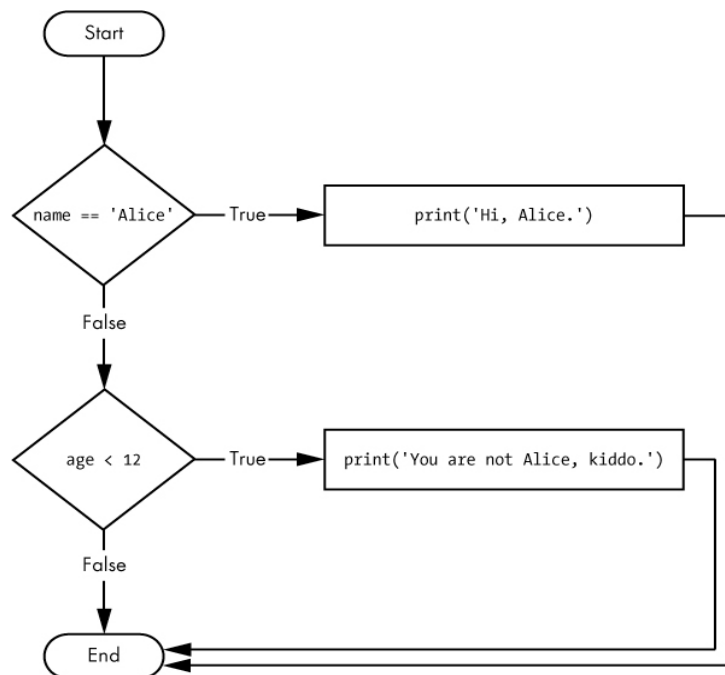 Start
name == 'Alice'
True
print('Hi, Alice.')
False
age < 12
True
print('You are not Alice, kiddo.')
False
End